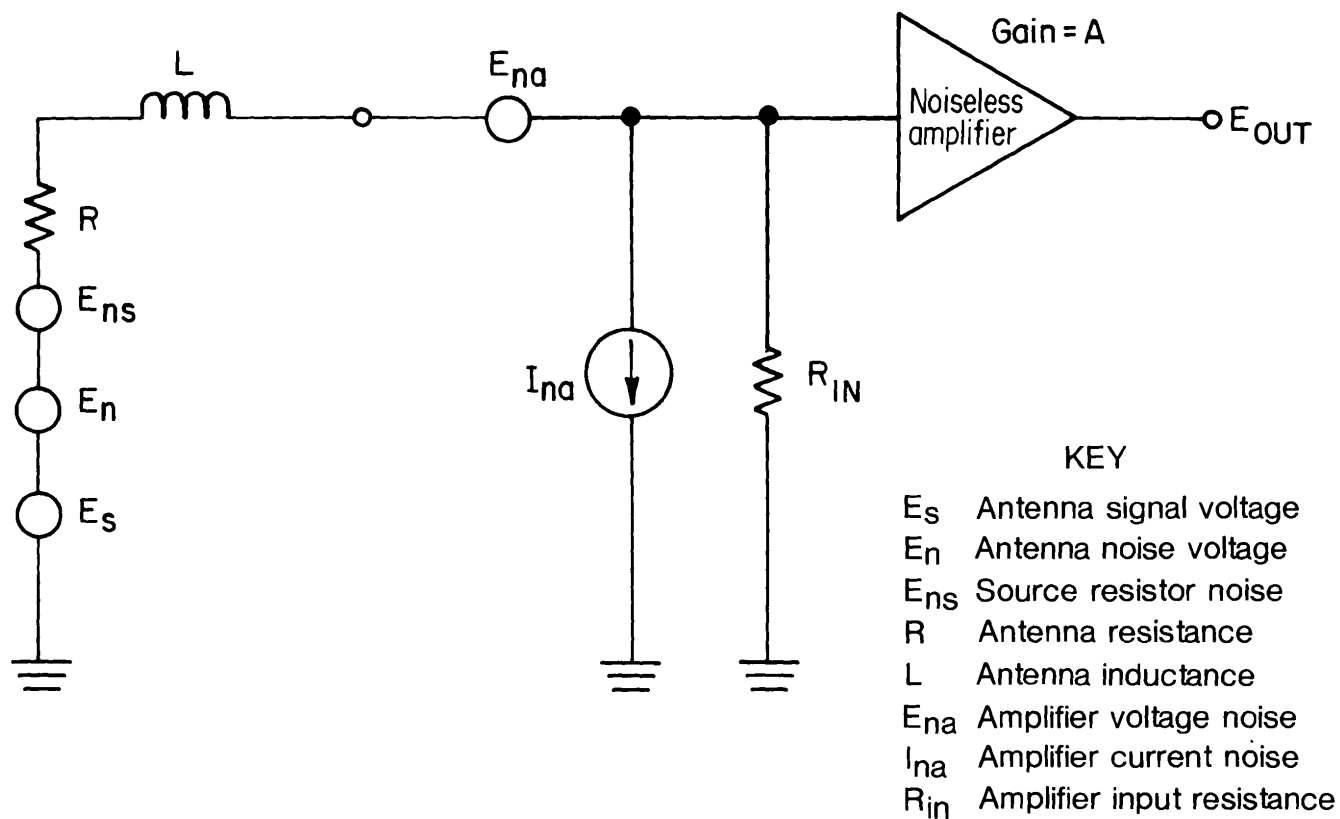 Gain = A
L
Ena
Noiseless
amplifier
EOUT
R
Ens
En
Es
Ina
RIN
KEY
Es Antenna signal voltage
En Antenna noise voltage
Ens Source resistor noise
R Antenna resistance
L Antenna inductance
Ena Amplifier voltage noise
Ina Amplifier current noise
Rin Amplifier input resistance